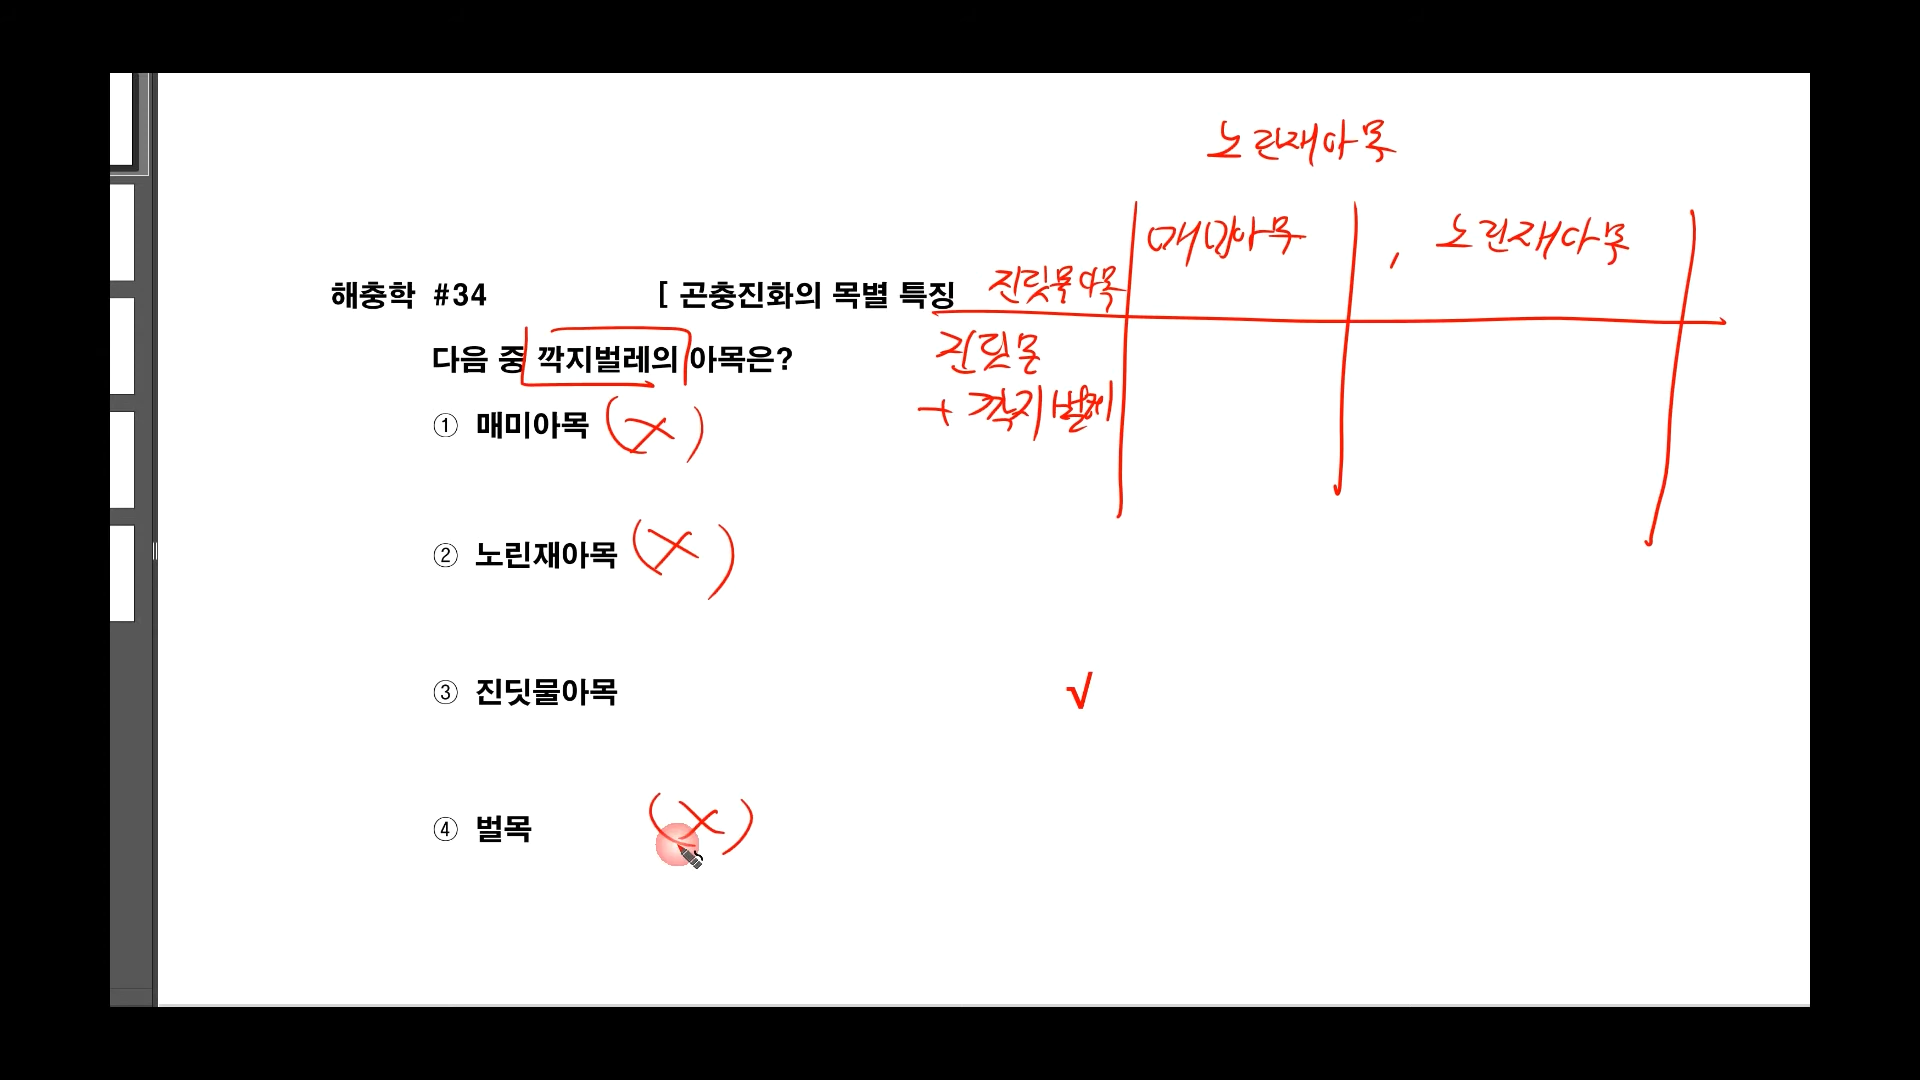 노린재아목
매미아목 , 노린재아목
진딧물아목
해충학 #34 [ 곤충진화의 목별 특징
진딧물
+ 깍지벌레
다음 중 깍지벌레의 아목은?
① 매미아목 (X)
② 노린재아목 (X)
③ 진딧물아목 √
④ 벌목 (X)